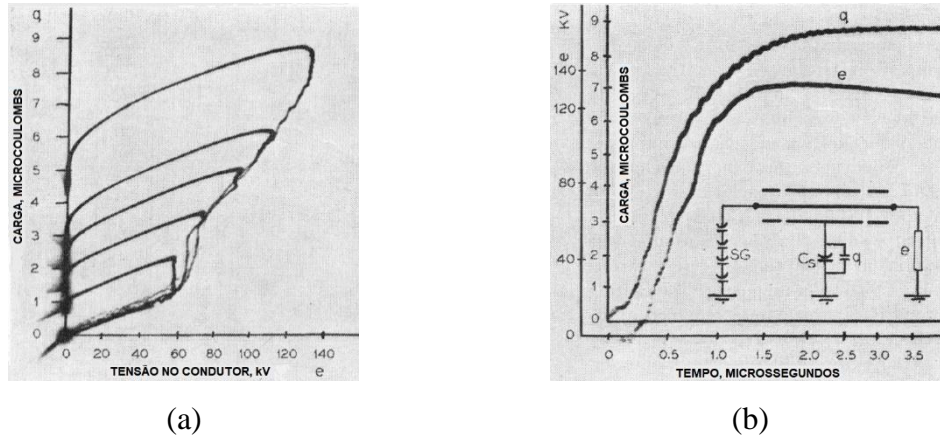 q
CARGA, MICROCOULOMBS
9
8
7
6
5
4
3
2
1
0
0 20 40 60 80 100 120 140
TENSÃO NO CONDUTOR, kV e
(a)
KV
e
140
120
80
40
0
CARGA, MICROCOULOMBS
9
8
7
6
5
4
3
2
1
0
q
e
SG
C_s
q
e
0 0.5 1.0 1.5 2.0 2.5 3.0 3.5
TEMPO, MICROSSEGUNDOS
(b)